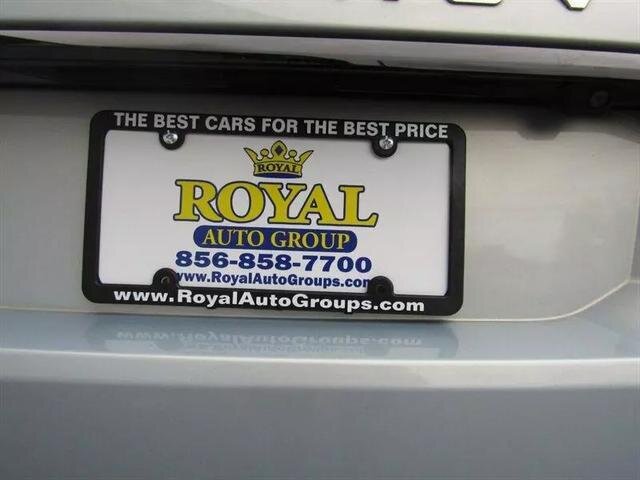 THE BEST CARS FOR THE BEST PRICE
ROYAL
ROYAL
AUTO GROUP
856-858-7700
www.RoyalAutoGroups.com
www.RoyalAutoGroups.com